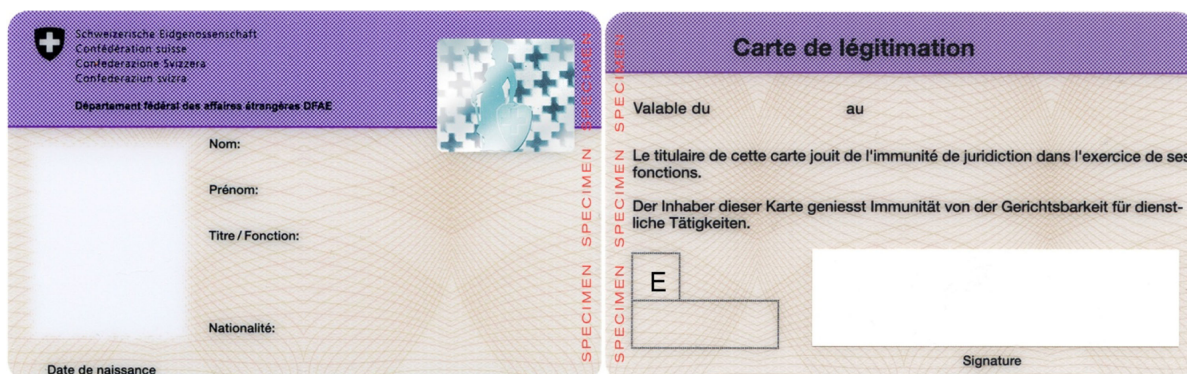 Schweizerische Eidgenossenschaft
Confédération suisse
Confederazione Svizzera
Confederaziun svizra
Département fédéral des affaires étrangères DFAE
Nom:
Prénom:
Titre / Fonction:
Nationalité:
Date de naissance
SPECIMEN SPECIMEN SPECIMEN
SPECIMEN SPECIMEN SPECIMEN
Carte de légitimation
Valable du au
Le titulaire de cette carte jouit de l'immunité de juridiction dans l'exercice de ses
fonctions.
Der Inhaber dieser Karte geniesst Immunität von der Gerichtsbarkeit für dienst-
liche Tätigkeiten.
E
Signature